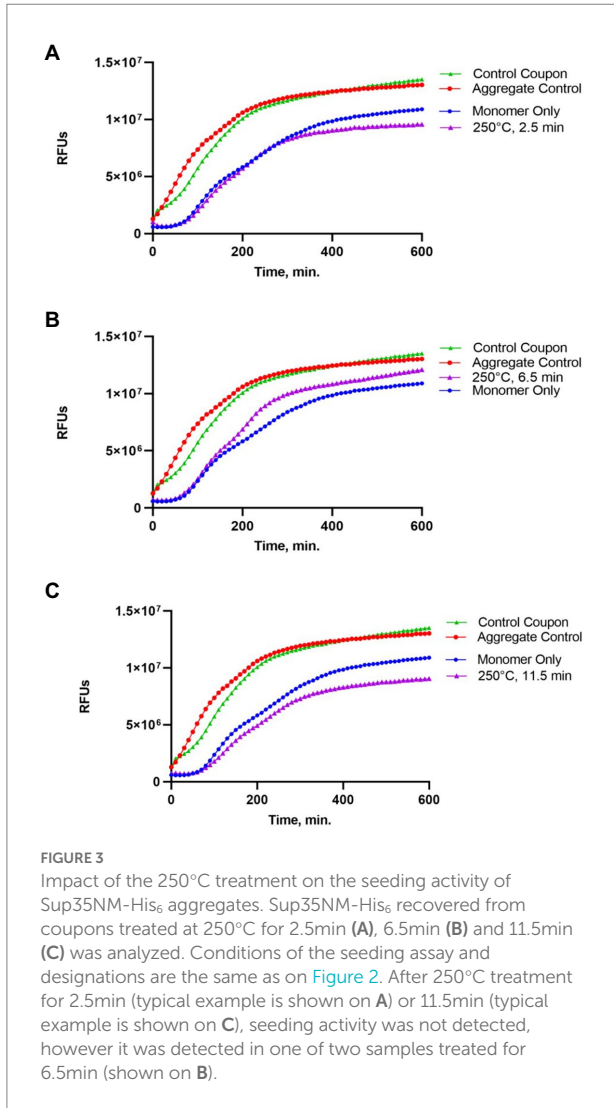 A
1.5×10⁷
1×10⁷
5×10⁶
0
RFUs
0
200
400
600
Time, min.
Control Coupon
Aggregate Control
Monomer Only
250°C, 2.5 min
B
1.5×10⁷
1×10⁷
5×10⁶
0
RFUs
0
200
400
600
Time, min.
Control Coupon
Aggregate Control
250°C, 6.5 min
Monomer Only
C
1.5×10⁷
1×10⁷
5×10⁶
0
RFUs
0
200
400
600
Time, min.
Control Coupon
Aggregate Control
Monomer Only
250°C, 11.5 min
FIGURE 3
Impact of the 250°C treatment on the seeding activity of
Sup35NM-His₆ aggregates. Sup35NM-His₆ recovered from
coupons treated at 250°C for 2.5min (A), 6.5min (B) and 11.5min
(C) was analyzed. Conditions of the seeding assay and
designations are the same as on Figure 2. After 250°C treatment
for 2.5min (typical example is shown on A) or 11.5min (typical
example is shown on C), seeding activity was not detected,
however it was detected in one of two samples treated for
6.5min (shown on B).